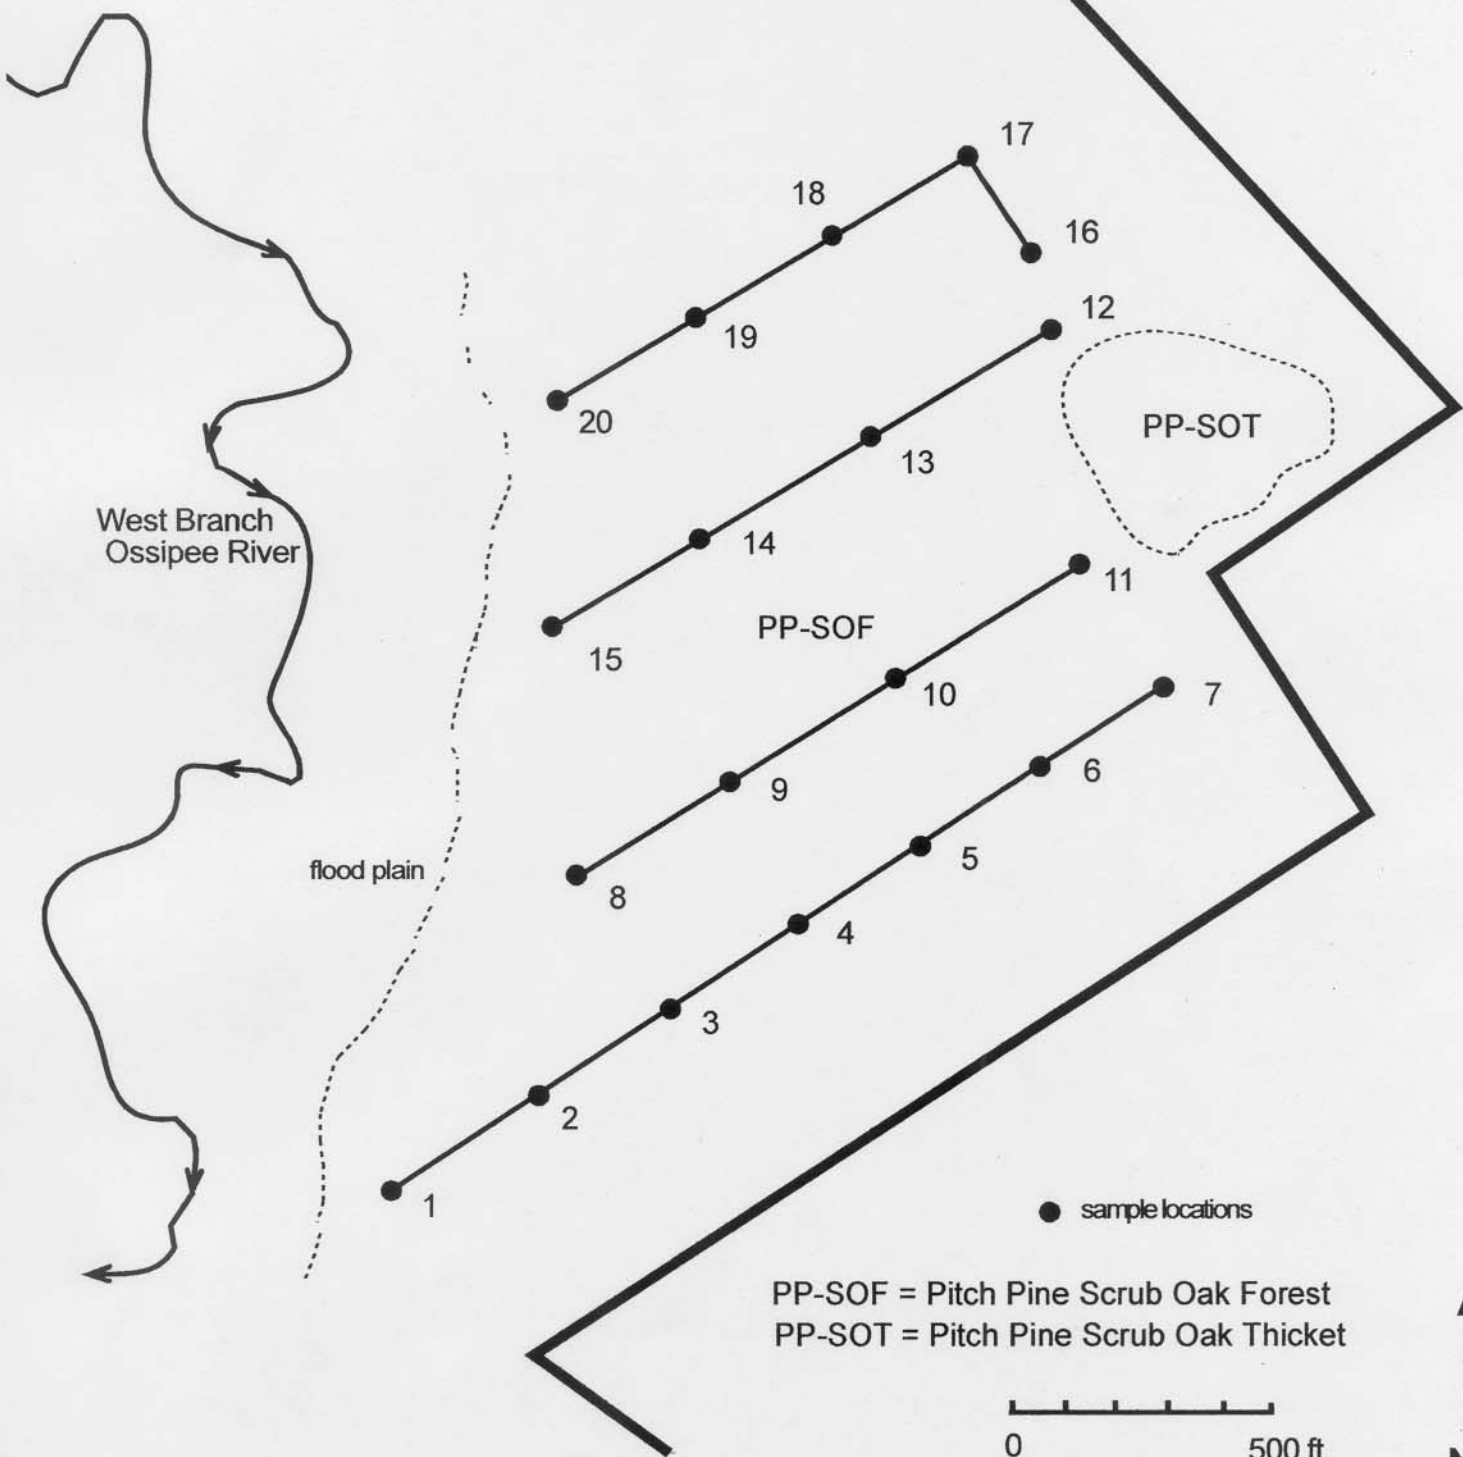 17
18
16
12
19
20
PP-SOT
13
West Branch
Ossipee River
14
11
PP-SOF
15
10
7
6
9
5
flood plain
8
4
3
2
1
sample locations
PP-SOF = Pitch Pine Scrub Oak Forest
PP-SOT = Pitch Pine Scrub Oak Thicket
0 500 ft